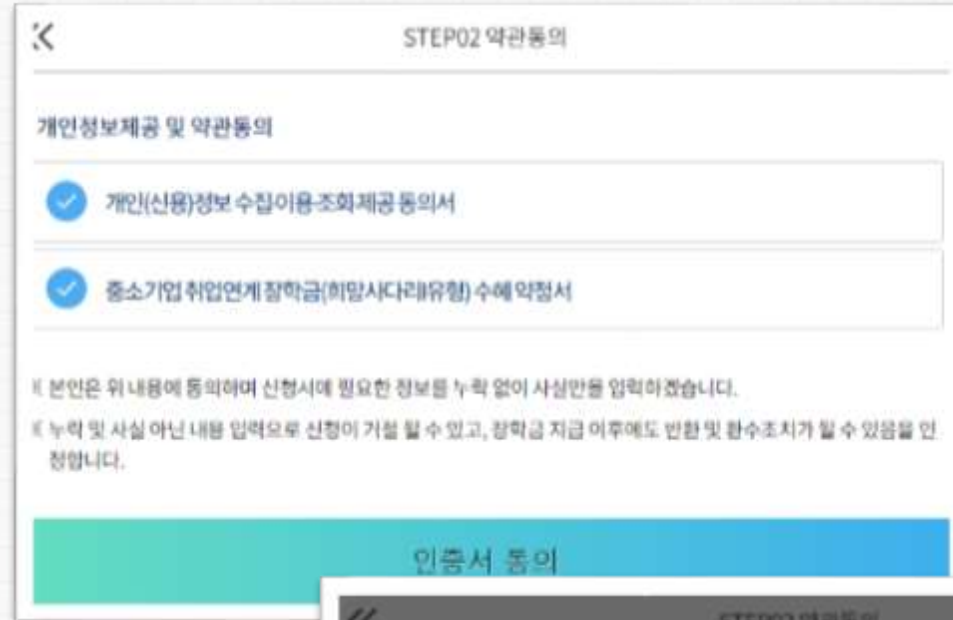 STEP02 약관동의
개인정보제공 및 약관동의
개인(신용)정보 수집·이용·조회·제공 동의서
중소기업 취업연계 장학금(희망사다리I유형) 수혜 약정서
※ 본인은 위 내용에 동의하며 신청시에 필요한 정보를 누락 없이 사실만을 입력하겠습니다.
※ 누락 및 사실 아닌 내용 입력으로 신청이 거절 될 수 있고, 장학금 지급 이후에도 반환 및 환수조치가 될 수 있음을 인
정합니다.
인증서 동의
STEP02 약관동의